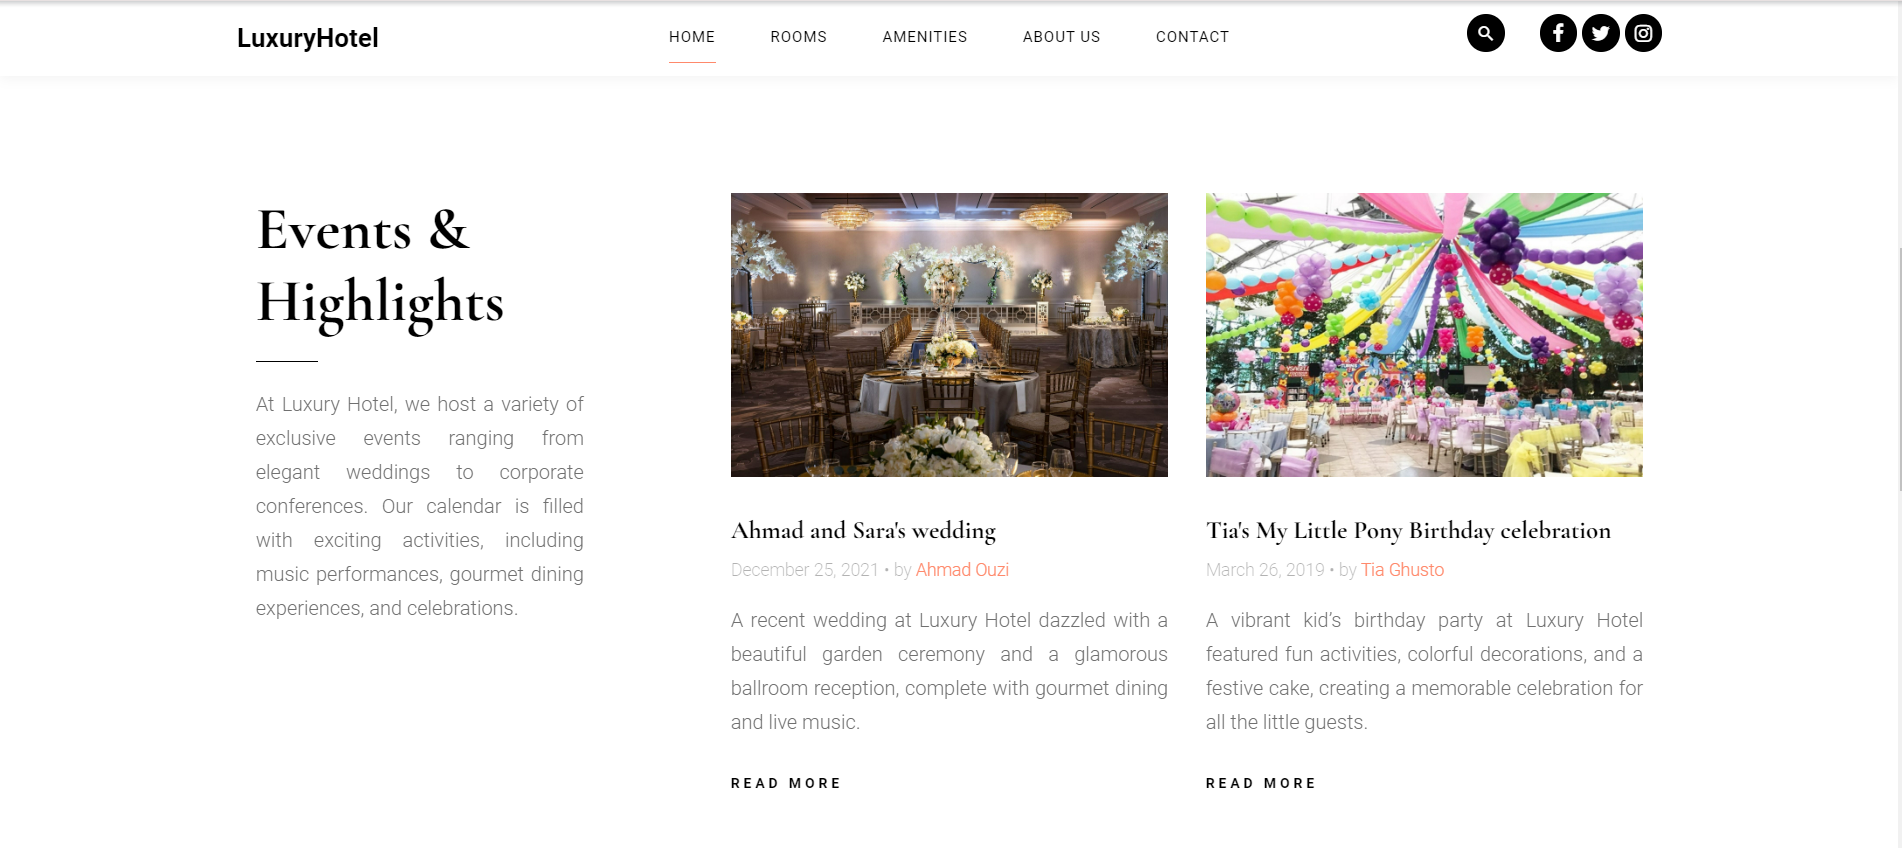 LuxuryHotel
HOME
ROOMS
AMENITIES
ABOUT US
CONTACT
Events &
Highlights
At Luxury Hotel, we host a variety of
exclusive events ranging from
elegant weddings to corporate
conferences. Our calendar is filled
with exciting activities, including
music performances, gourmet dining
experiences, and celebrations.
Ahmad and Sara's wedding
December 25, 2021 • by Ahmad Ouzi
A recent wedding at Luxury Hotel dazzled with a
beautiful garden ceremony and a glamorous
ballroom reception, complete with gourmet dining
and live music.
READ MORE
Tia's My Little Pony Birthday celebration
March 26, 2019 • by Tia Ghusto
A vibrant kid’s birthday party at Luxury Hotel
featured fun activities, colorful decorations, and a
festive cake, creating a memorable celebration for
all the little guests.
READ MORE